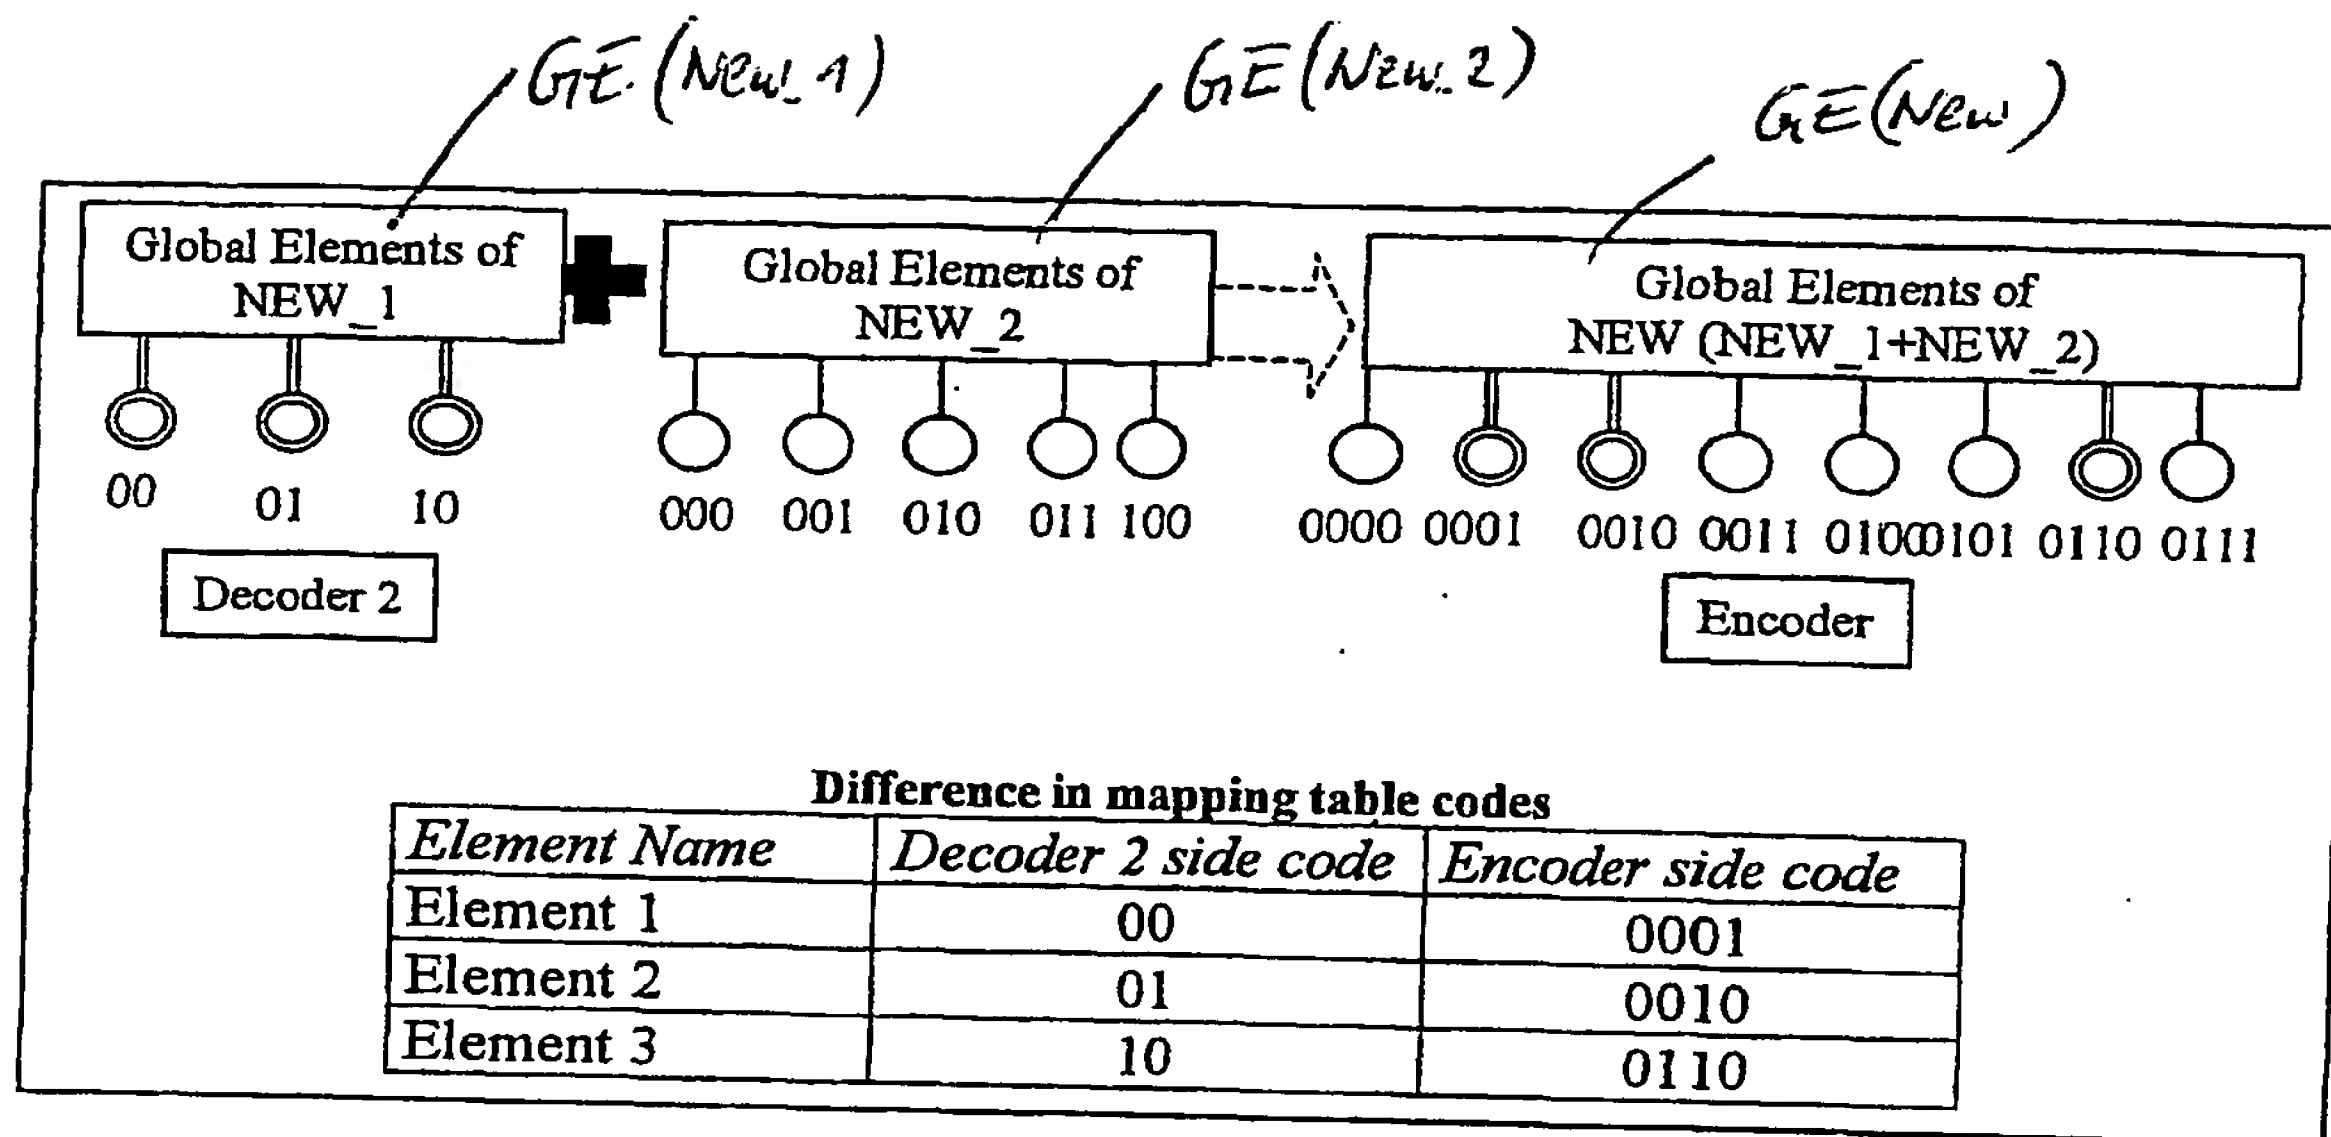 GE(New_1)
GE(New_2)
GE(New)
Global Elements of
NEW_1
Global Elements of
NEW_2
Global Elements of
NEW (NEW_1+NEW_2)
00 01 10
000 001 010 011 100
0000 0001 0010 0011 0100 0101 0110 0111
Decoder 2
Encoder
Difference in mapping table codes
Element Name Decoder 2 side code Encoder side code
Element 1 00 0001
Element 2 01 0010
Element 3 10 0110